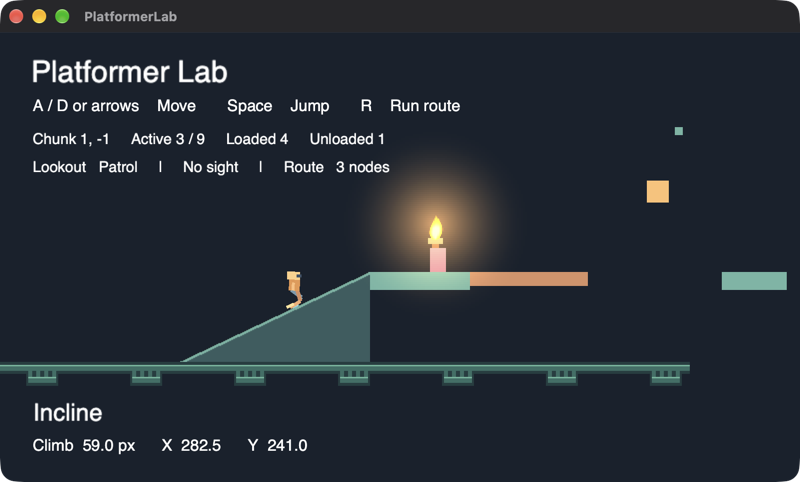 PlatformerLab
Platformer Lab
A / D or arrows Move Space Jump R Run route
Chunk 1, -1 Active 3 / 9 Loaded 4 Unloaded 1
Lookout Patrol | No sight | Route 3 nodes
Incline
Climb 59.0 px X 282.5 Y 241.0